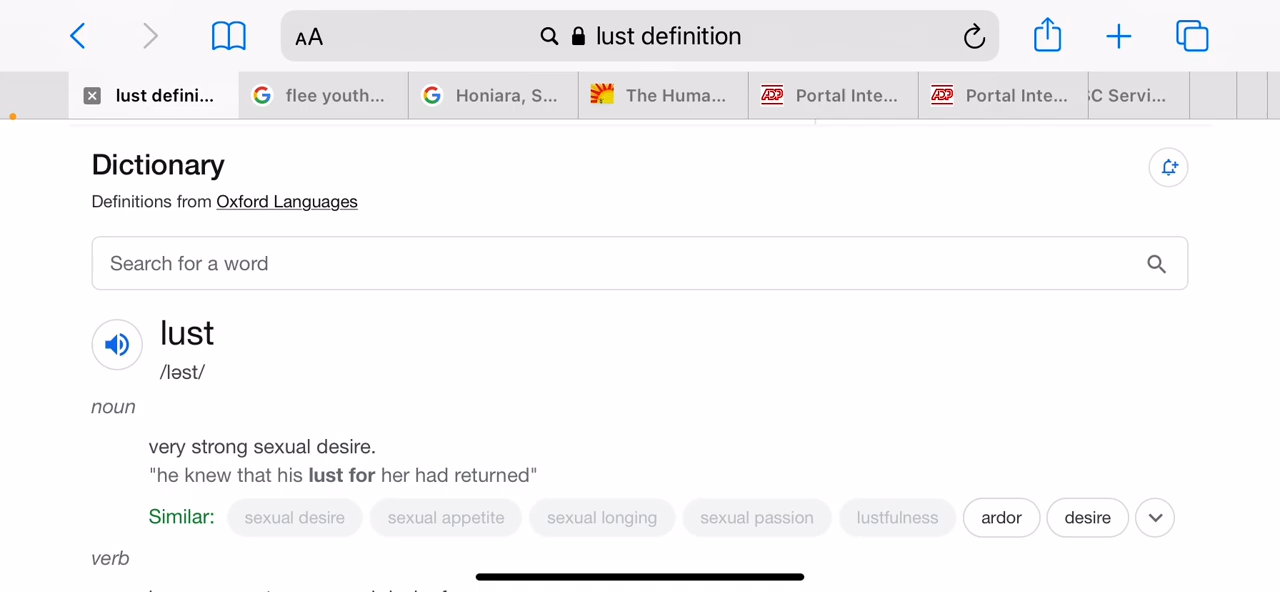 AA lust definition
lust defini... flee youth... Honiara, S... The Huma... ADP Portal Inte... ADP Portal Inte... C Servi...
Dictionary
Definitions from Oxford Languages
Search for a word
lust
/ləst/
noun
very strong sexual desire.
"he knew that his lust for her had returned"
Similar: sexual desire sexual appetite sexual longing sexual passion lustfulness ardor desire
verb